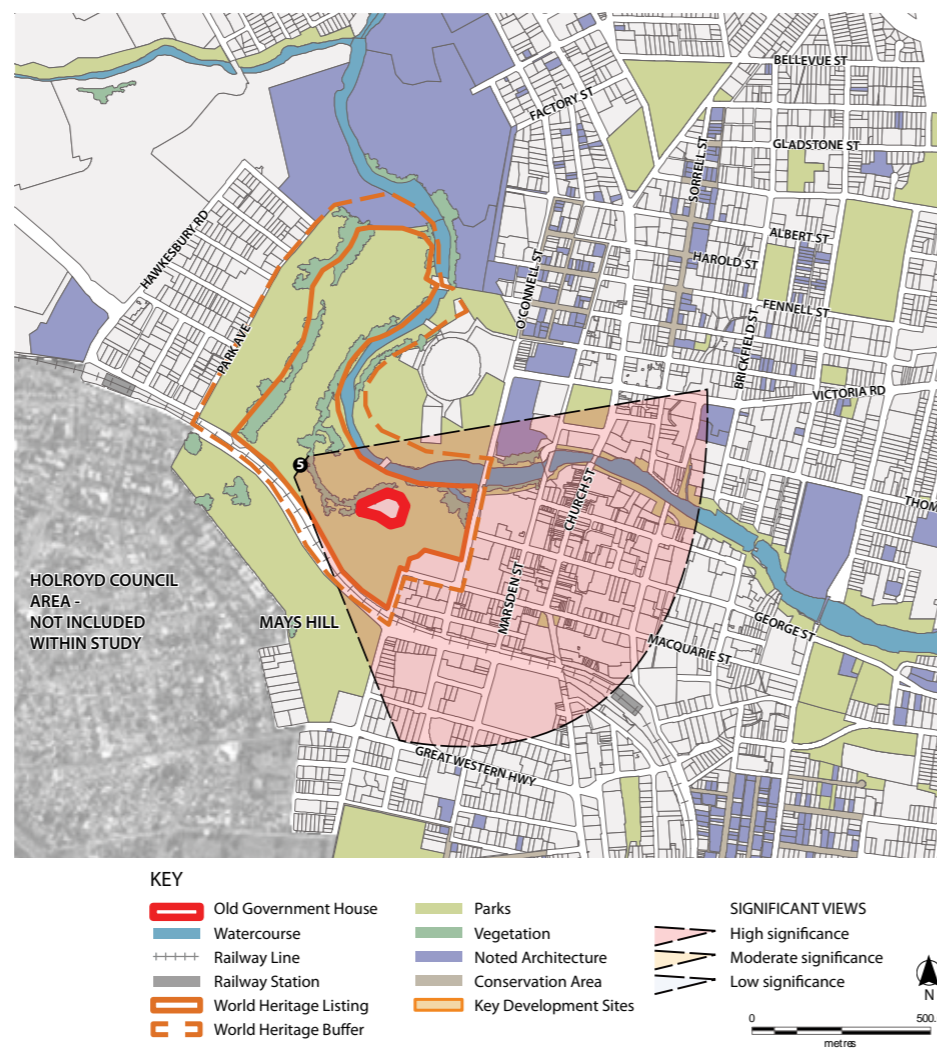 BELLEVUE ST
FACTORY ST
GLADSTONE ST
SORRELL ST
ALBERT ST
HAWKESBURY RD
HAROLD ST
O'CONNELL ST
FENNELL ST
PARK AVE
BRICKFIELD ST
VICTORIA RD
5
CHURCH ST
THOM
HOLROYD COUNCIL
AREA -
NOT INCLUDED
WITHIN STUDY
MAYS HILL
MARSDEN ST
GEORGE ST
MACQUARIE ST
GREAT WESTERN HWY
KEY
Old Government House
Watercourse
Railway Line
Railway Station
World Heritage Listing
World Heritage Buffer
Parks
Vegetation
Noted Architecture
Conservation Area
Key Development Sites
SIGNIFICANT VIEWS
High significance
Moderate significance
Low significance
N
0 500
metres